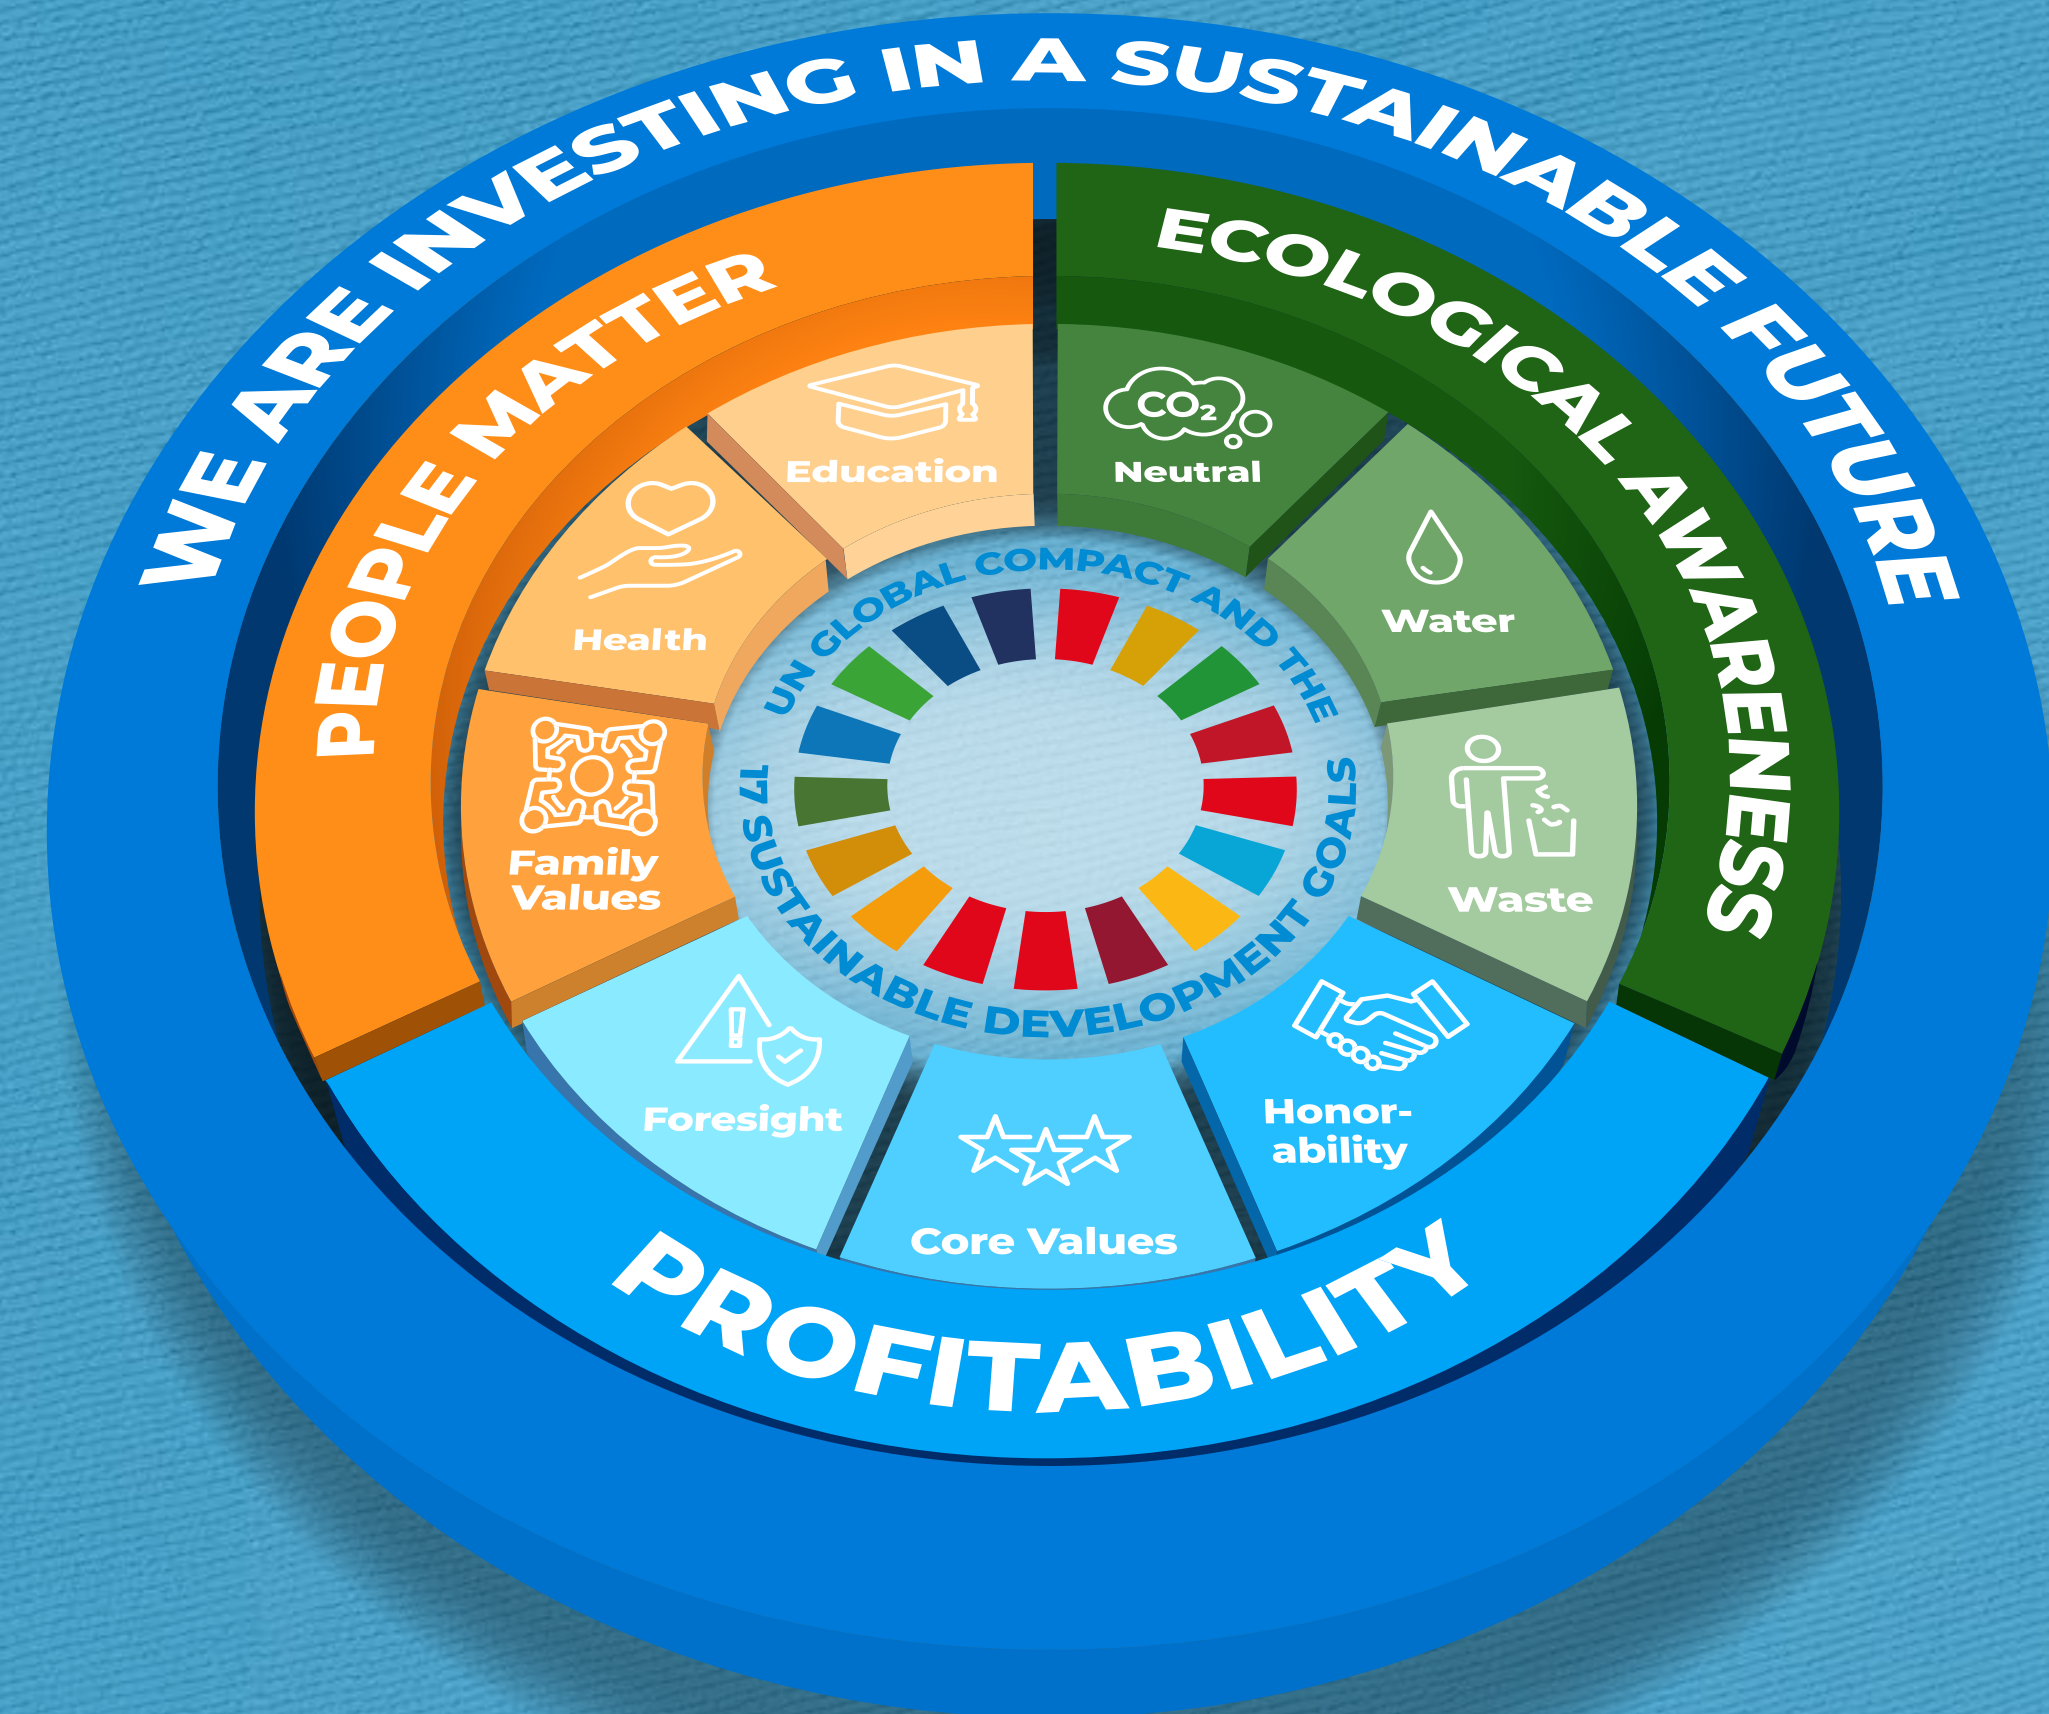 WE ARE INVESTING IN A SUSTAINABLE FUTURE
PEOPLE MATTER
ECOLOGICAL AWARENESS
Education
CO₂
Neutral
Health
Water
Family
Values
Waste
UN GLOBAL COMPACT AND THE
17 SUSTAINABLE DEVELOPMENT GOALS
Foresight
Honor-
ability
Core Values
PROFITABILITY